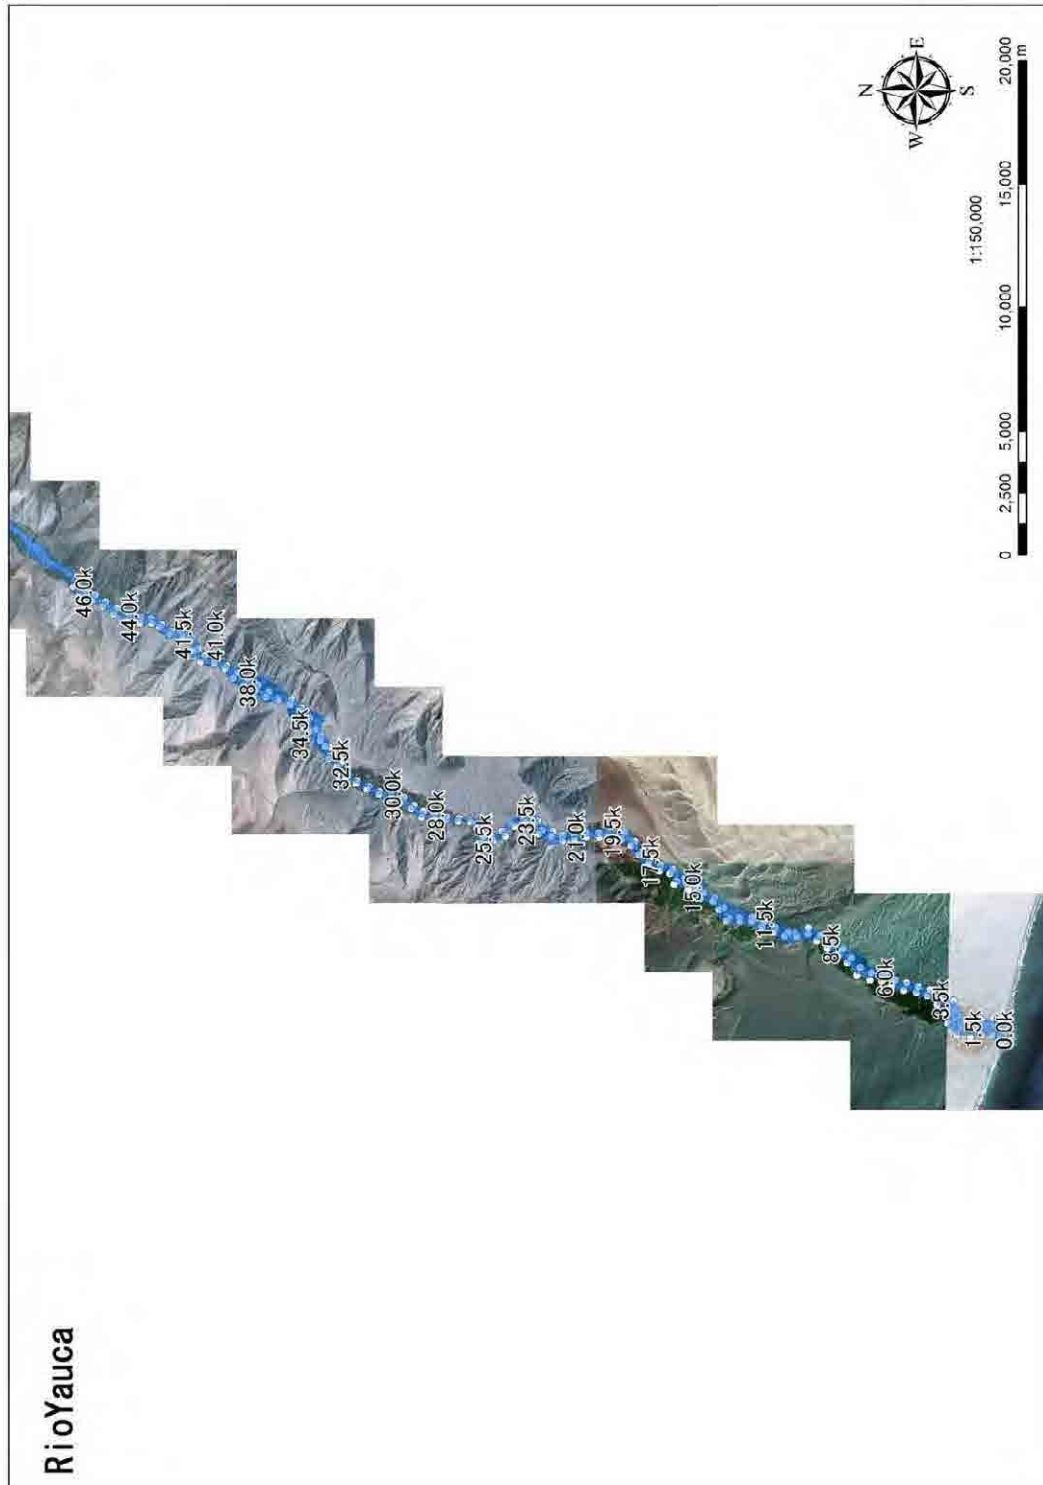 RioYauca
46.0k
44.0k
41.5k
41.0k
38.0k
34.5k
32.5k
30.0k
28.0k
25.5k
23.5k
21.0k
19.5k
17.5k
15.0k
11.5k
8.5k
6.0k
3.5k
1.5k
0.0k
N
E
S
W
1:150,000
0 2,500 5,000 10,000 15,000 20,000
m